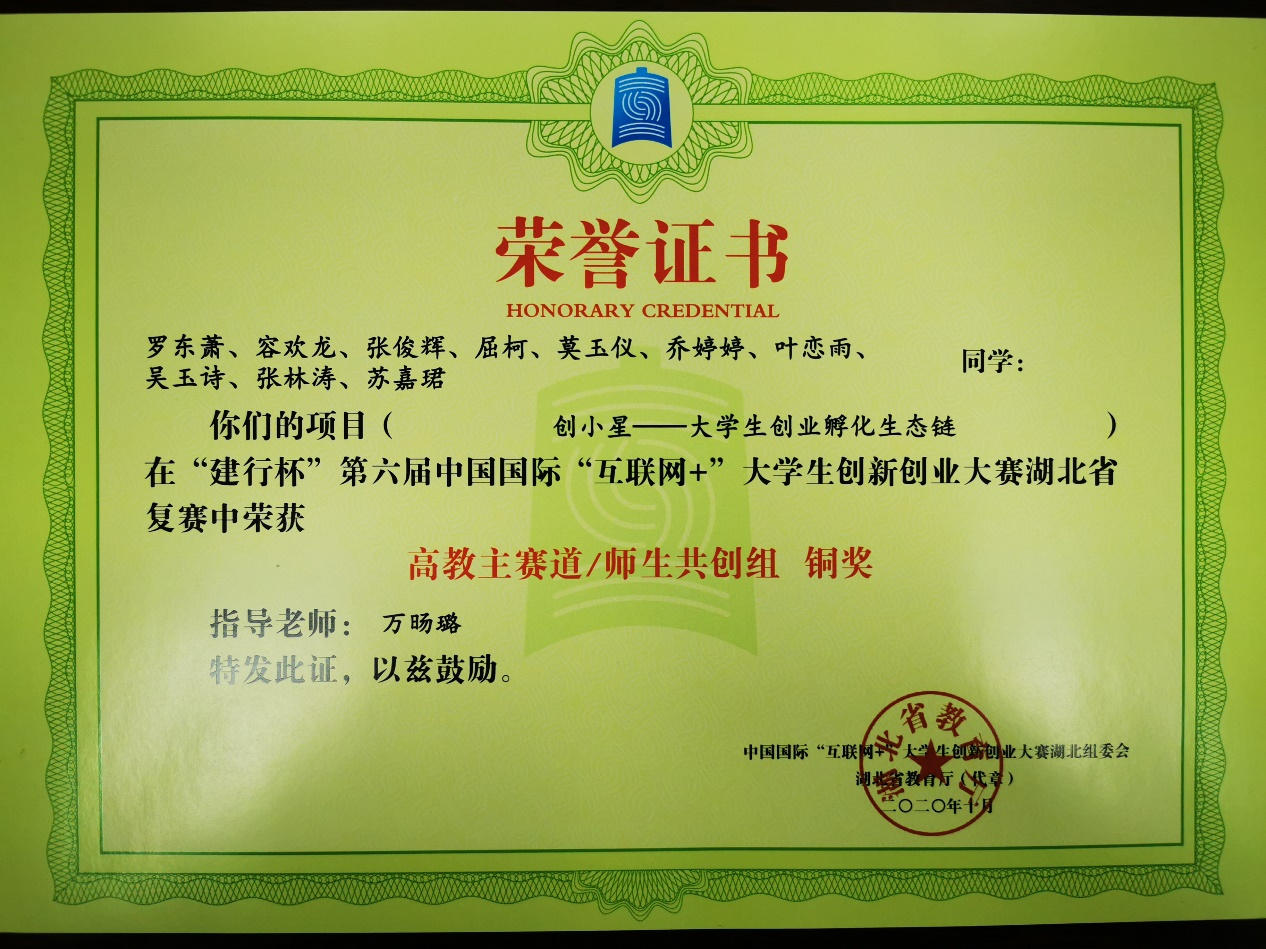 荣誉证书
HONORARY CREDENTIAL
罗东萧、容欢龙、张俊辉、屈柯、莫玉仪、乔婷婷、叶恋雨、
吴玉诗、张林涛、苏嘉珺
同学：
你们的项目（ 创小星——大学生创业孵化生态链 ）
在“建行杯”第六届中国国际“互联网+”大学生创新创业大赛湖北省
复赛中荣获
高教主赛道/师生共创组 铜奖
指导老师： 万旸璐
特发此证，以兹鼓励。
中国国际“互联网+”大学生创新创业大赛湖北组委会
湖北省教育厅（代章）
二〇二〇年十月
湖北省教育厅